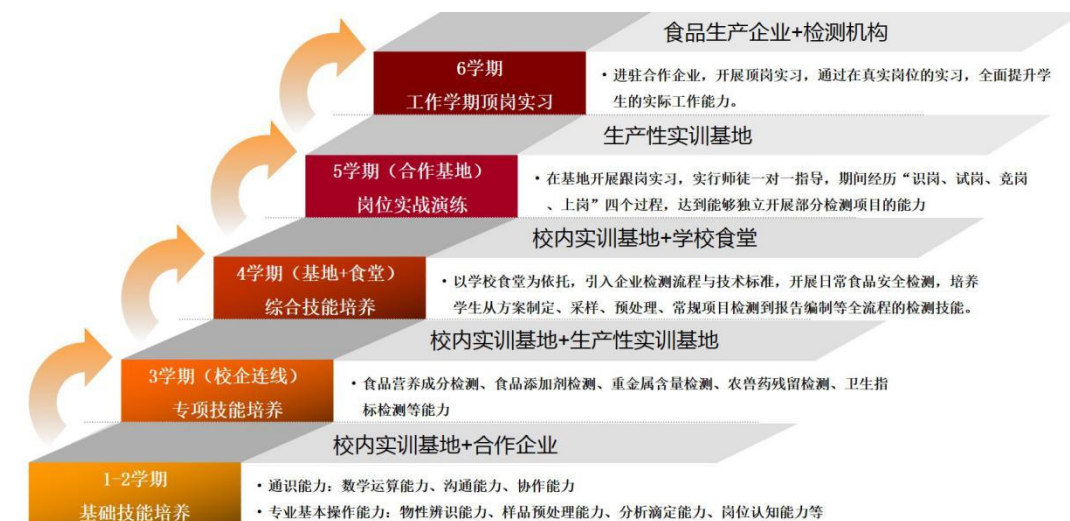 食品生产企业+检测机构
6学期
工作学期顶岗实习
• 进驻合作企业，开展顶岗实习，通过在真实岗位的实习，全面提升学
生的实际工作能力。
生产性实训基地
5学期（合作基地）
岗位实战演练
• 在基地开展跟岗实习，实行师徒一对一指导，期间经历“识岗、试岗、竞岗
、上岗”四个过程，达到能够独立开展部分检测项目的能力
校内实训基地+学校食堂
4学期（基地+食堂）
综合技能培养
• 以学校食堂为依托，引入企业检测流程与技术标准，开展日常食品安全检测，培养
学生从方案制定、采样、预处理、常规项目检测到报告编制等全流程的检测技能。
校内实训基地+生产性实训基地
3学期（校企连线）
专项技能培养
• 食品营养成分检测、食品添加剂检测、重金属含量检测、农兽药残留检测、卫生指
标检测等能力
校内实训基地+合作企业
1-2学期
基础技能培养
• 通识能力：数学运算能力、沟通能力、协作能力
• 专业基本操作能力：物性辨识能力、样品预处理能力、分析滴定能力、岗位认知能力等